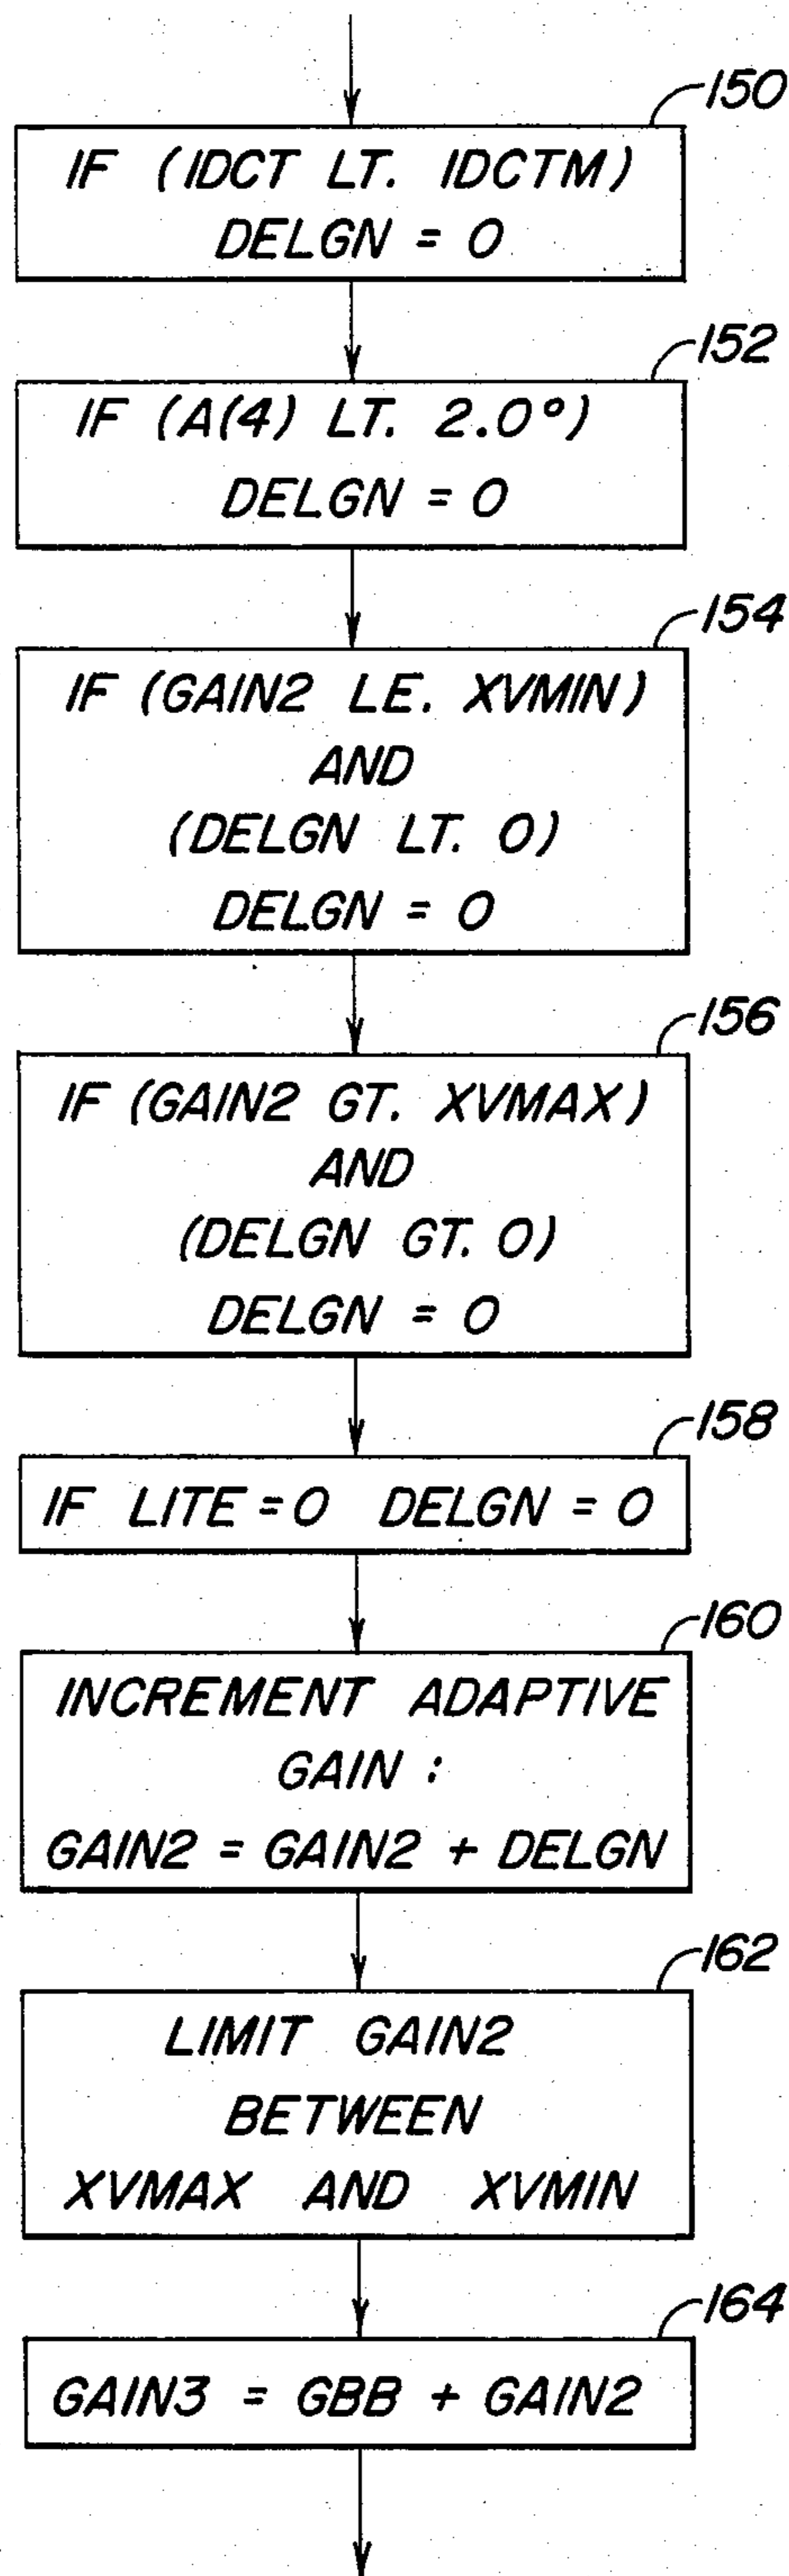 150
IF (IDCT LT. IDCTM)
DELGN = 0
152
IF (A(4) LT. 2.0°)
DELGN = 0
154
IF (GAIN2 LE. XVMIN)
AND
(DELGN LT. 0)
DELGN = 0
156
IF (GAIN2 GT. XVMAX)
AND
(DELGN GT. 0)
DELGN = 0
158
IF LITE = 0 DELGN = 0
160
INCREMENT ADAPTIVE
GAIN :
GAIN2 = GAIN2 + DELGN
162
LIMIT GAIN2
BETWEEN
XVMAX AND XVMIN
164
GAIN3 = GBB + GAIN2